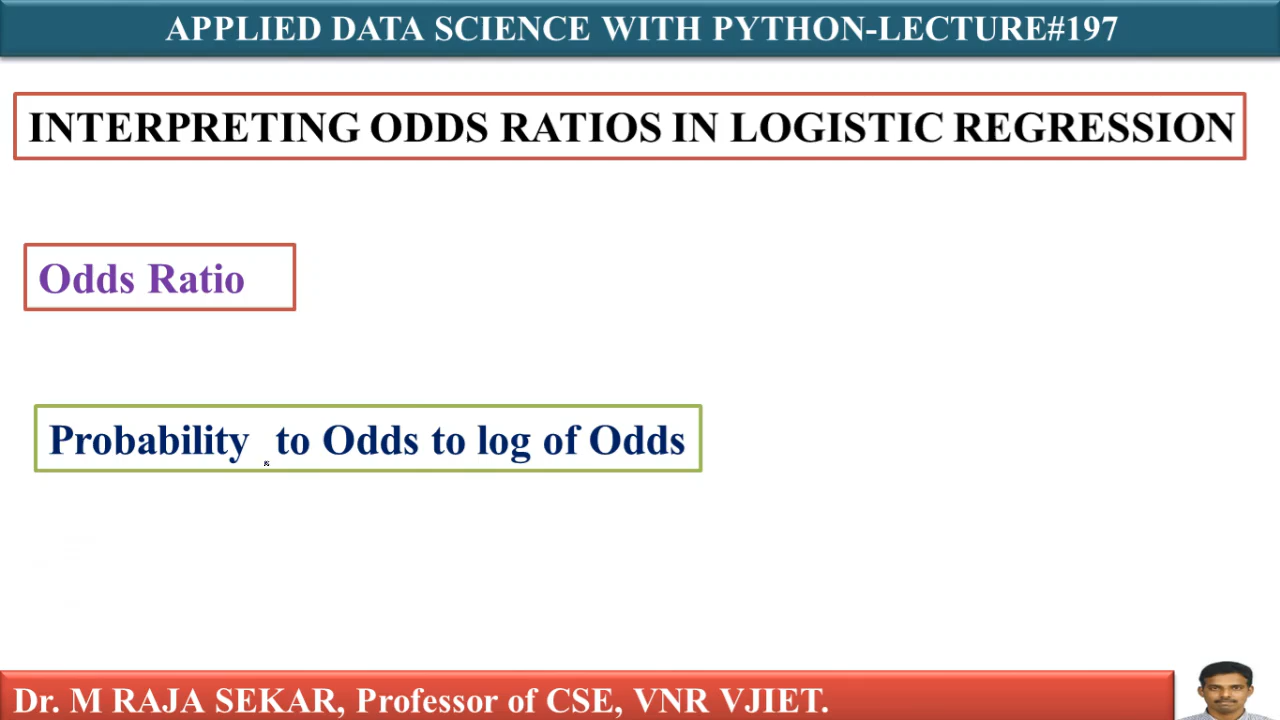 APPLIED DATA SCIENCE WITH PYTHON-LECTURE#197
INTERPRETING ODDS RATIOS IN LOGISTIC REGRESSION
Odds Ratio
Probability to Odds to log of Odds
Dr. M RAJA SEKAR, Professor of CSE, VNR VJIET.